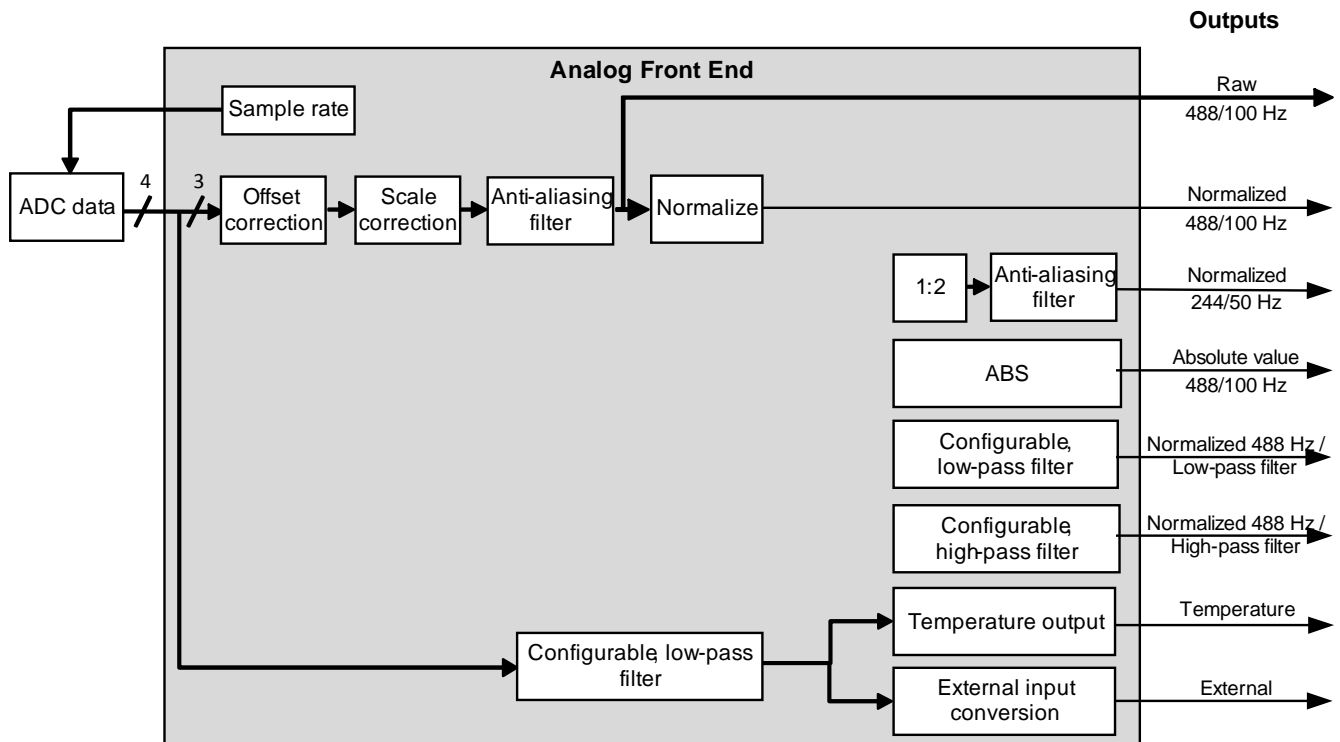 Outputs
Analog Front End
Raw
488/100 Hz
Sample rate
4
3
ADC data
Offset
correction
Scale
correction
Anti-aliasing
filter
Normalize
Normalized
488/100 Hz
1:2
Anti-aliasing
filter
Normalized
244/50 Hz
ABS
Absolute value
488/100 Hz
Configurable,
low-pass filter
Normalized 488 Hz /
Low-pass filter
Configurable,
high-pass filter
Normalized 488 Hz /
High-pass filter
Configurable, low-pass
filter
Temperature output
Temperature
External input
conversion
External